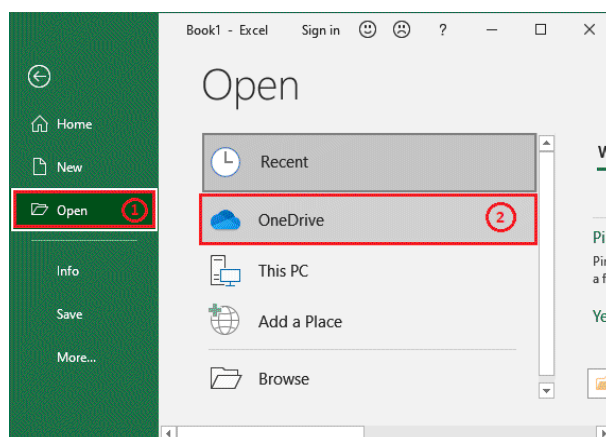 Book1 - Excel Sign in ?
Open
Home
New
Open 1
Info
Save
More...
Recent
OneDrive 2
This PC
Add a Place
Browse